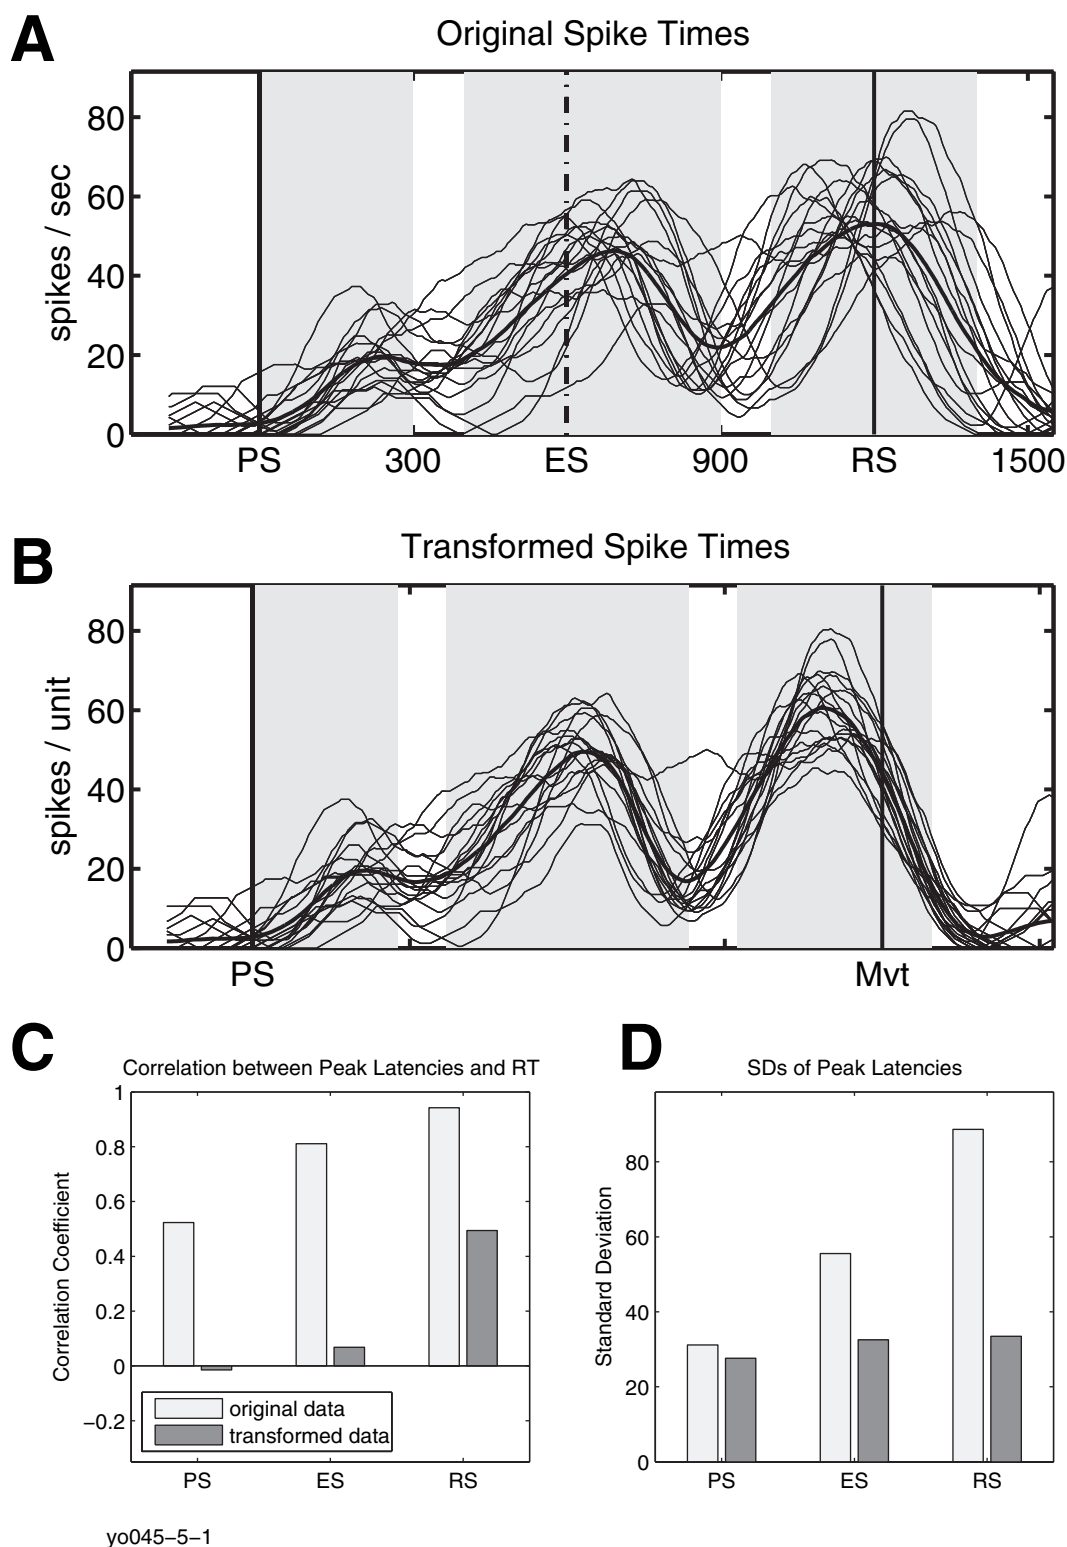 A
Original Spike Times
spikes / sec
80
60
40
20
0
PS 300 ES 900 RS 1500
B
Transformed Spike Times
spikes / unit
80
60
40
20
0
PS Mvt
C
Correlation between Peak Latencies and RT
Correlation Coefficient
1
0.8
0.6
0.4
0.2
0
−0.2
original data
transformed data
PS ES RS
D
SDs of Peak Latencies
Standard Deviation
80
60
40
20
0
PS ES RS
yo045−5−1